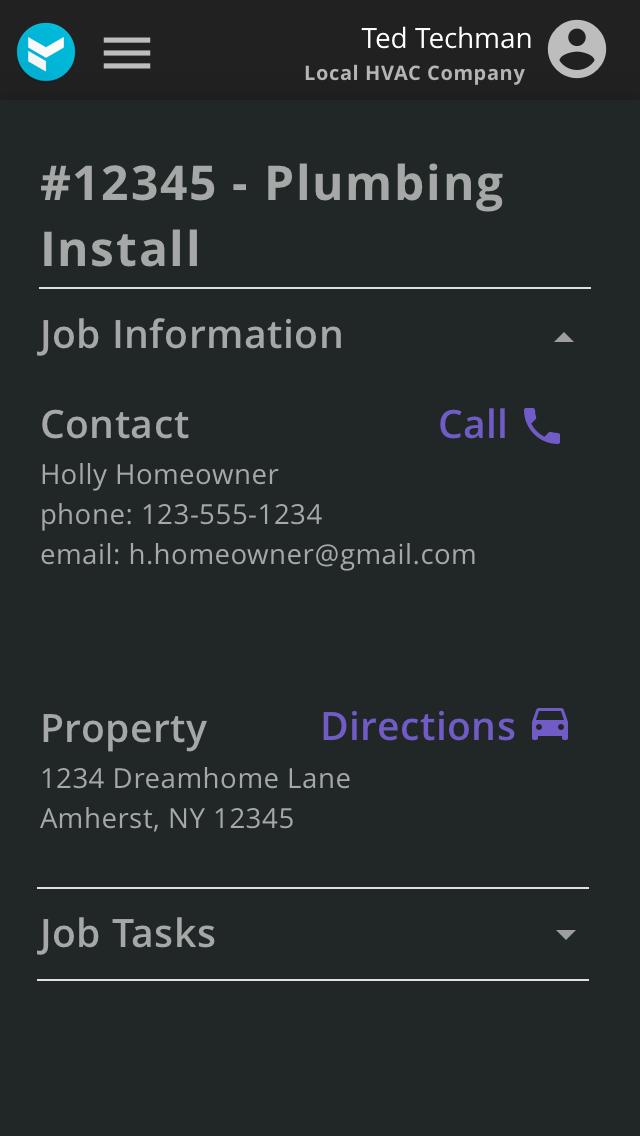 Ted Techman
Local HVAC Company
#12345 - Plumbing
Install
Job Information
Contact
Call
Holly Homeowner
phone: 123-555-1234
email: h.homeowner@gmail.com
Property
Directions
1234 Dreamhome Lane
Amherst, NY 12345
Job Tasks